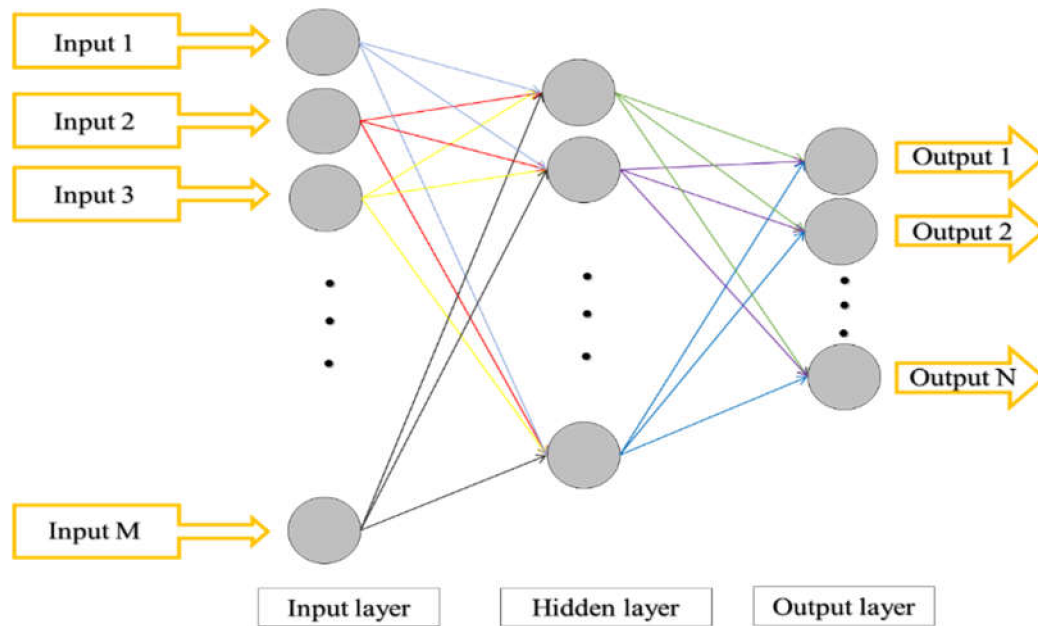 Input 1
Input 2
Input 3
Input M
Output 1
Output 2
Output N
Input layer
Hidden layer
Output layer